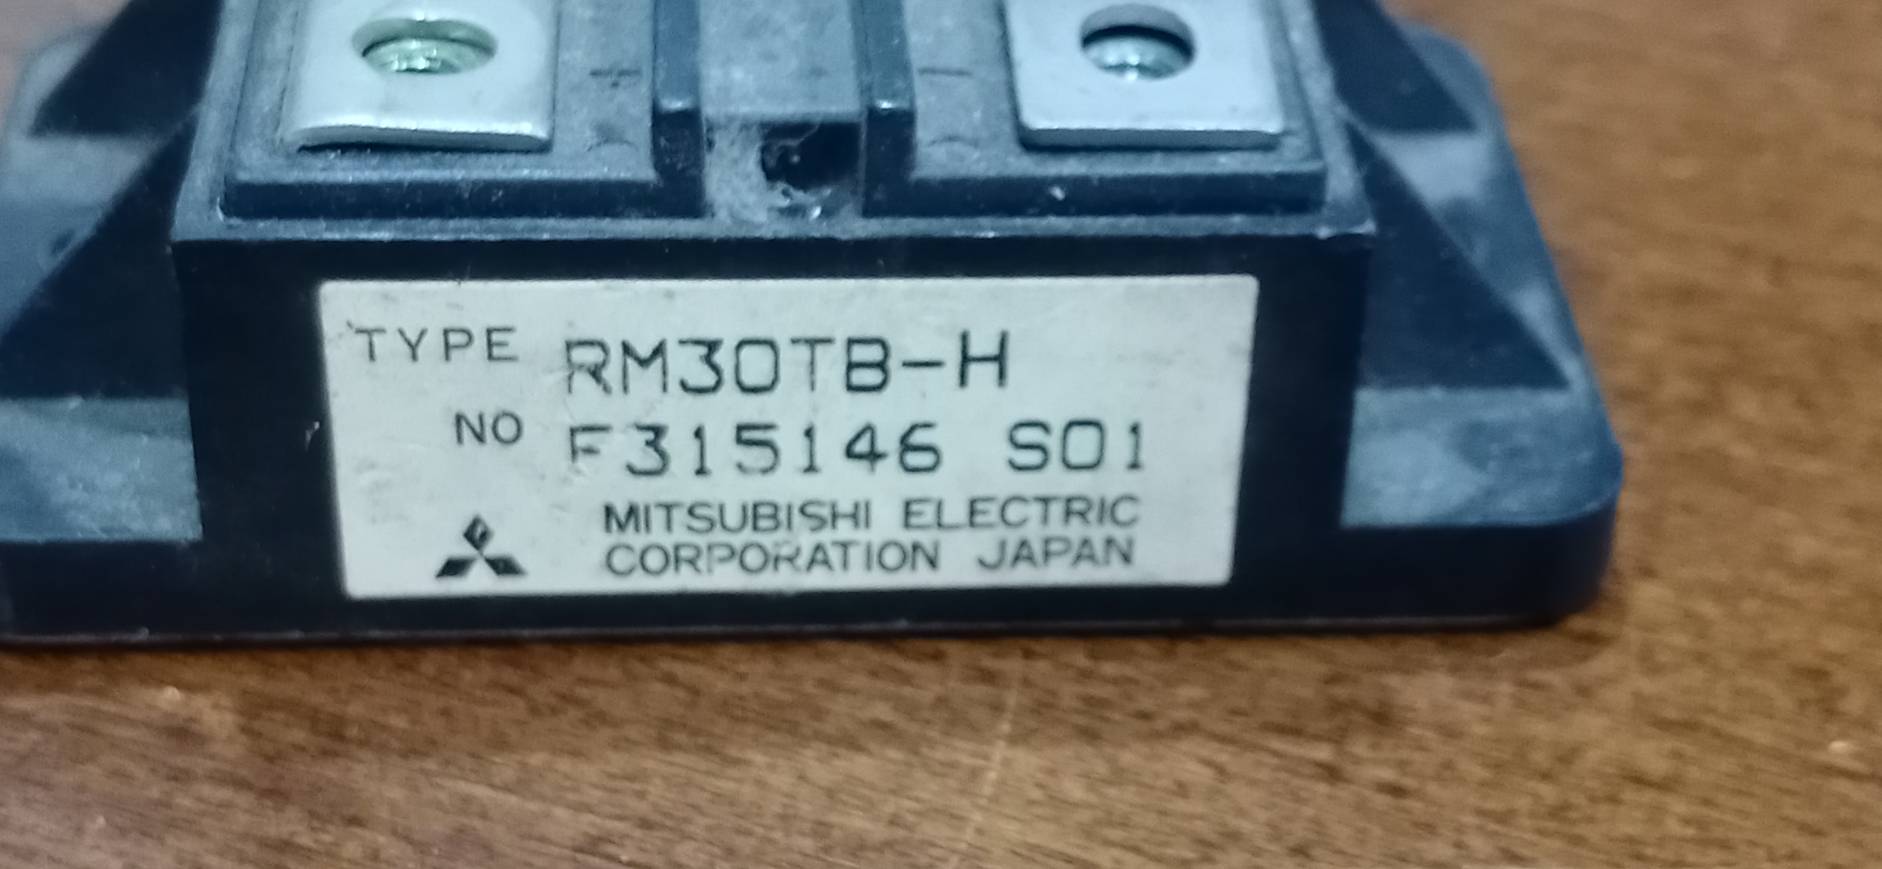 + −
TYPE RM30TB-H
NO F315146 S01
MITSUBISHI ELECTRIC
CORPORATION JAPAN